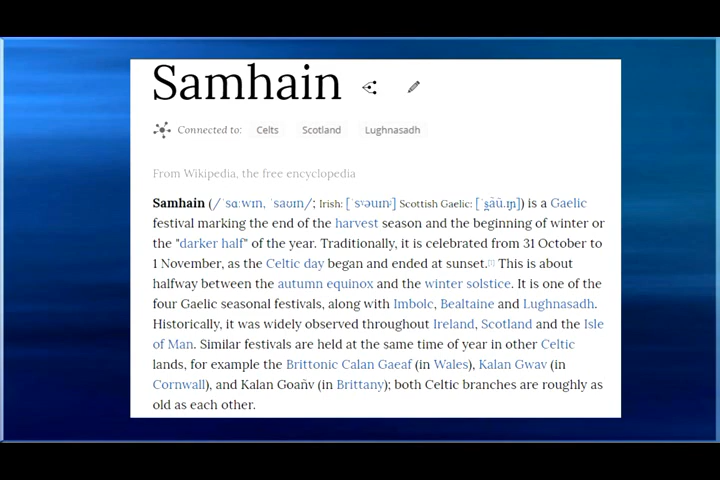 Samhain
Connected to: Celts Scotland Lughnasadh
From Wikipedia, the free encyclopedia
Samhain (/ˈsɑːwɪn, ˈsaʊɪn/; Irish: [ˈsˠəuɪnʲ] Scottish Gaelic: [ˈs̪ãũ.ɪɲ]) is a Gaelic
festival marking the end of the harvest season and the beginning of winter or
the "darker half" of the year. Traditionally, it is celebrated from 31 October to
1 November, as the Celtic day began and ended at sunset.[1] This is about
halfway between the autumn equinox and the winter solstice. It is one of the
four Gaelic seasonal festivals, along with Imbolc, Bealtaine and Lughnasadh.
Historically, it was widely observed throughout Ireland, Scotland and the Isle
of Man. Similar festivals are held at the same time of year in other Celtic
lands, for example the Brittonic Calan Gaeaf (in Wales), Kalan Gwav (in
Cornwall), and Kalan Goañv (in Brittany); both Celtic branches are roughly as
old as each other.